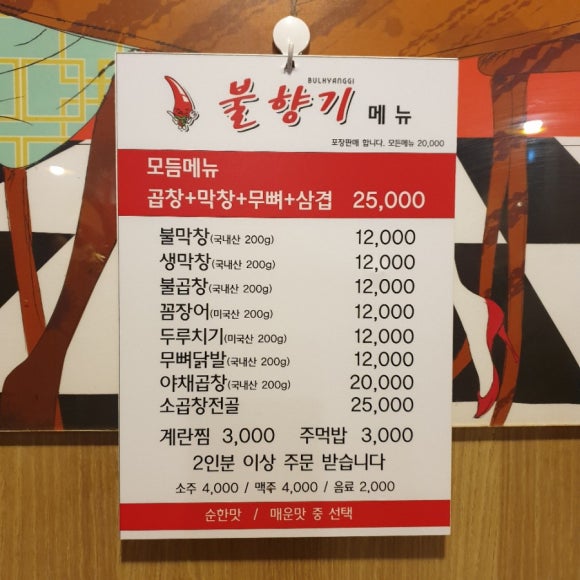 BULHYANGGI
불향기 메뉴
포장판매 합니다. 모든메뉴 20,000
모듬메뉴
곱창+막창+무뼈+삼겹 25,000
불막창(국내산 200g) 12,000
생막창(국내산 200g) 12,000
불곱창(국내산 200g) 12,000
꼼장어(미국산 200g) 12,000
두루치기(미국산 200g) 12,000
무뼈닭발(국내산 200g) 12,000
야채곱창(국내산 200g) 20,000
소곱창전골 25,000
계란찜 3,000 주먹밥 3,000
2인분 이상 주문 받습니다
소주 4,000 / 맥주 4,000 / 음료 2,000
순한맛 / 매운맛 중 선택